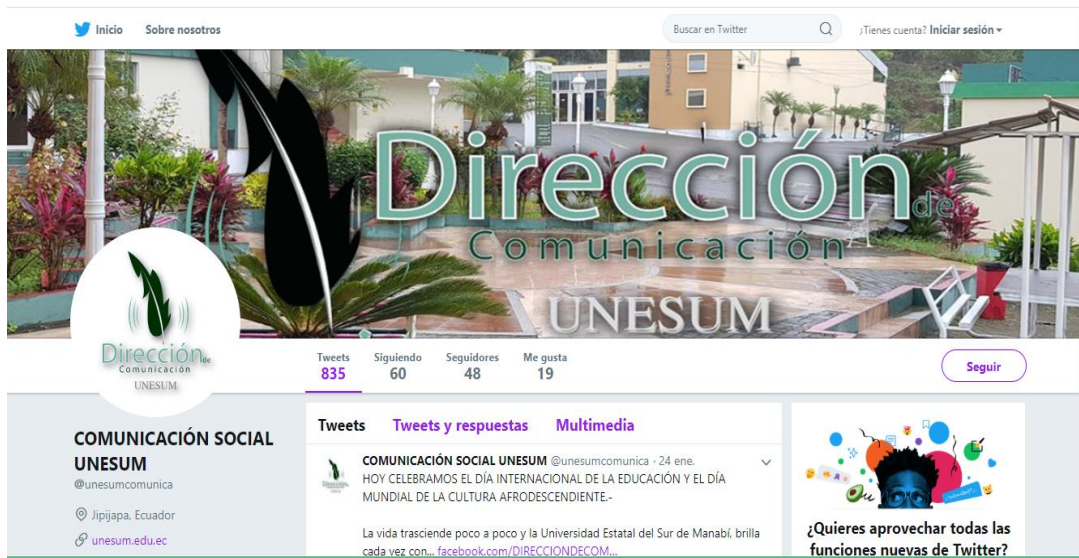 Inicio Sobre nosotros
Buscar en Twitter
¿Tienes cuenta? Iniciar sesión
Dirección de
Comunicación
UNESUM
Dirección de
Comunicación
UNESUM
Tweets Siguiendo Seguidores Me gusta
835 60 48 19
Seguir
COMUNICACIÓN SOCIAL
UNESUM
@unesumcomunica
Jipijapa, Ecuador
unesum.edu.ec
Tweets Tweets y respuestas Multimedia
COMUNICACIÓN SOCIAL UNESUM @unesumcomunica · 24 ene.
HOY CELEBRAMOS EL DÍA INTERNACIONAL DE LA EDUCACIÓN Y EL DÍA
MUNDIAL DE LA CULTURA AFRODESCENDIENTE.-
La vida trasciende poco a poco y la Universidad Estatal del Sur de Manabí, brilla
cada vez con... facebook.com/DIRECCIONDECOM...
¿Quieres aprovechar todas las
funciones nuevas de Twitter?